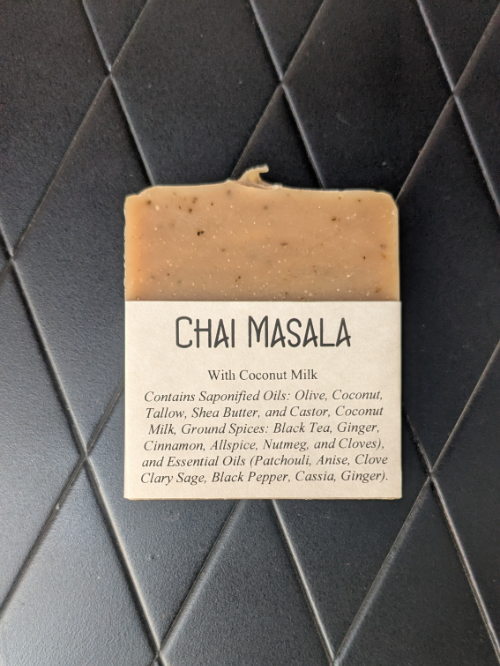 CHAI MASALA
With Coconut Milk
Contains Saponified Oils: Olive, Coconut,
Tallow, Shea Butter, and Castor, Coconut
Milk, Ground Spices: Black Tea, Ginger,
Cinnamon, Allspice, Nutmeg, and Cloves),
and Essential Oils (Patchouli, Anise, Clove
Clary Sage, Black Pepper, Cassia, Ginger).